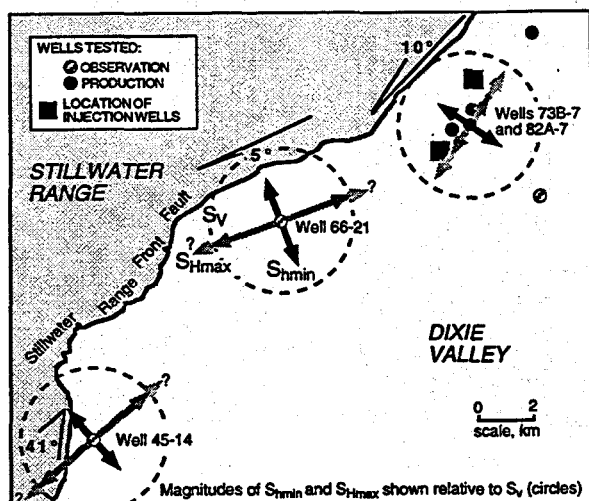 WELLS TESTED:
OBSERVATION
PRODUCTION
LOCATION OF
INJECTION WELLS
10°
Wells 73B-7
and 82A-7
STILLWATER
RANGE
5°
?
Sv
Well 66-21
?
SHmax
Shmin
Stillwater Range Front Fault
DIXIE
VALLEY
0 2
scale, km
?
41°
Well 45-14
?
Magnitudes of Shmin and SHmax shown relative to Sv (circles)